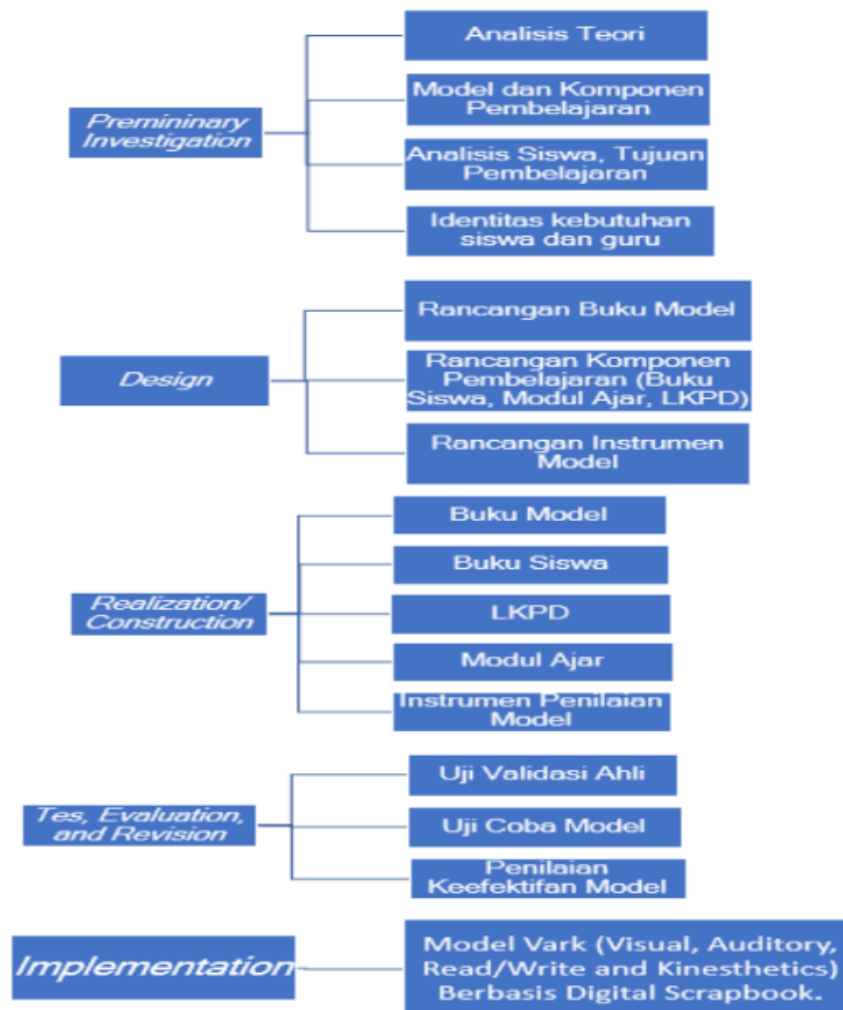 Premininary
Investigation
Analisis Teori
Model dan Komponen
Pembelajaran
Analisis Siswa, Tujuan
Pembelajaran
Identitas kebutuhan
siswa dan guru
Design
Rancangan Buku Model
Rancangan Komponen
Pembelajaran (Buku
Siswa, Modul Ajar, LKPD)
Rancangan Instrumen
Model
Realization/
Construction
Buku Model
Buku Siswa
LKPD
Modul Ajar
Instrumen Penilaian
Model
Tes, Evaluation,
and Revision
Uji Validasi Ahli
Uji Coba Model
Penilaian
Keefektifan Model
Implementation
Model Vark (Visual, Auditory,
Read/Write and Kinesthetics)
Berbasis Digital Scrapbook.